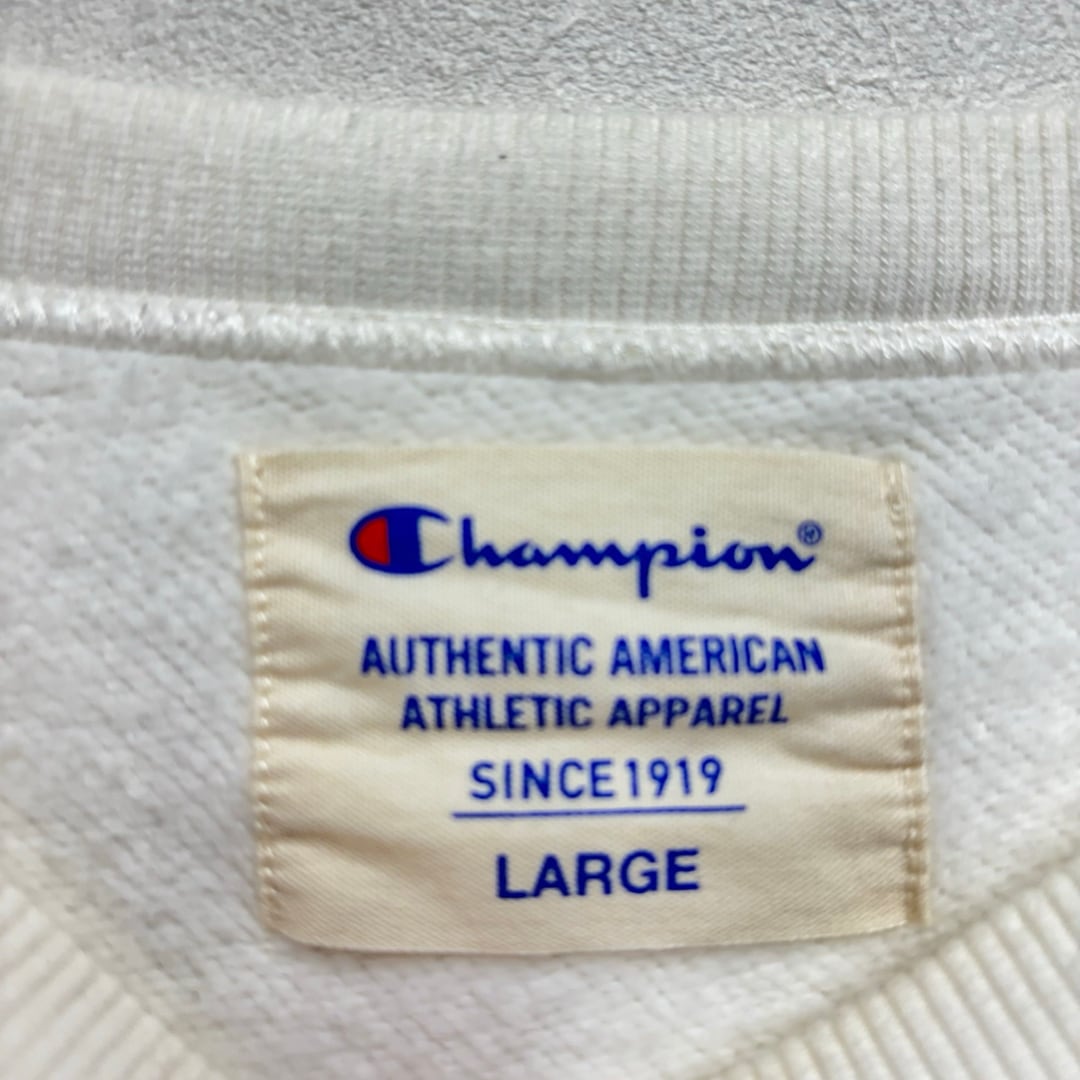 Champion®
AUTHENTIC AMERICAN
ATHLETIC APPAREL
SINCE 1919
LARGE